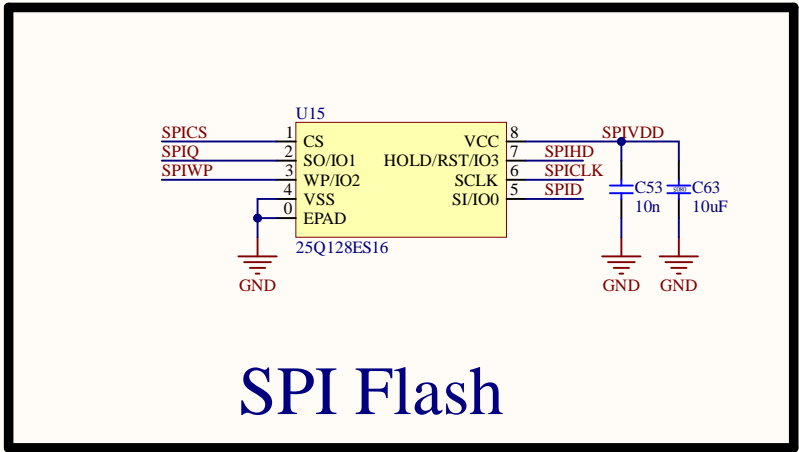 U15
SPICS 1 CS VCC 8 SPIVDD
SPIQ 2 SO/IO1 HOLD/RST/IO3 7 SPIHD
SPIWP 3 WP/IO2 SCLK 6 SPICLK
4 VSS SI/IO0 5 SPID
0 EPAD
25Q128ES16
C53
10n
C63
10uF
GND
GND
GND
SPI Flash